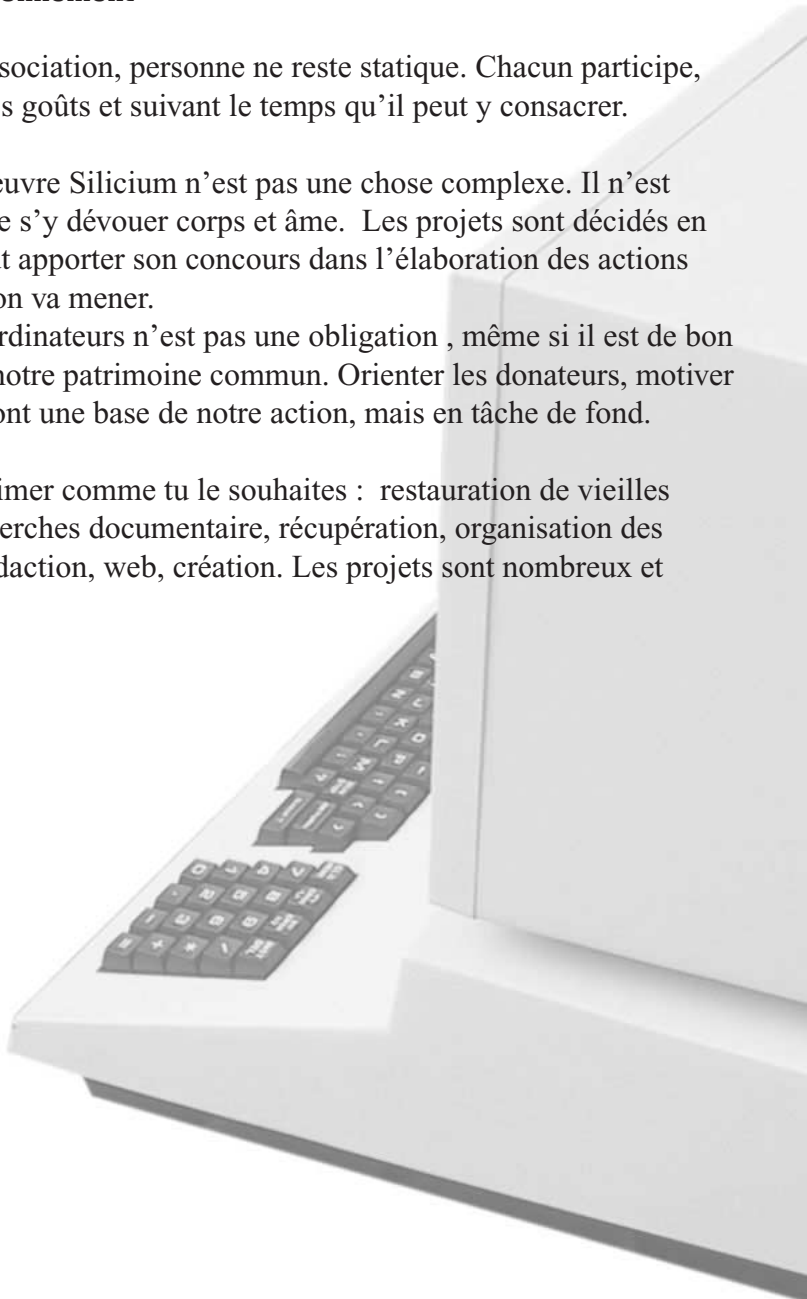 sociation, personne ne reste statique. Chacun participe,
s goûts et suivant le temps qu’il peut y consacrer.
euvre Silicium n’est pas une chose complexe. Il n’est
e s’y dévouer corps et âme.  Les projets sont décidés en
ut apporter son concours dans l’élaboration des actions
on va mener.
rdinateurs n’est pas une obligation , même si il est de bon
notre patrimoine commun. Orienter les donateurs, motiver
ont une base de notre action, mais en tâche de fond.
imer comme tu le souhaites :  restauration de vieilles
erches documentaire, récupération, organisation des
daction, web, création. Les projets sont nombreux et